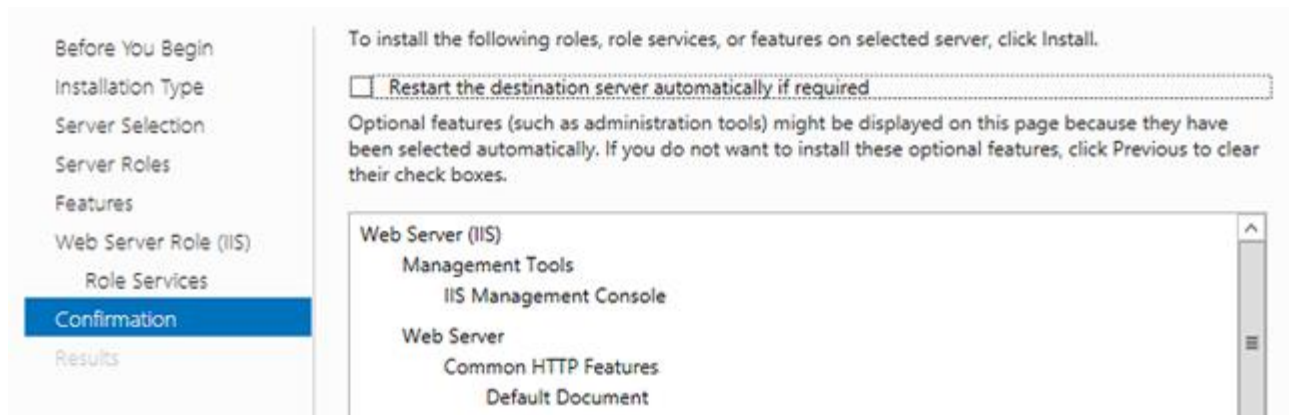 Before You Begin
Installation Type
Server Selection
Server Roles
Features
Web Server Role (IIS)
Role Services
Confirmation
Results
To install the following roles, role services, or features on selected server, click Install.
Restart the destination server automatically if required
Optional features (such as administration tools) might be displayed on this page because they have
been selected automatically. If you do not want to install these optional features, click Previous to clear
their check boxes.
Web Server (IIS)
Management Tools
IIS Management Console
Web Server
Common HTTP Features
Default Document